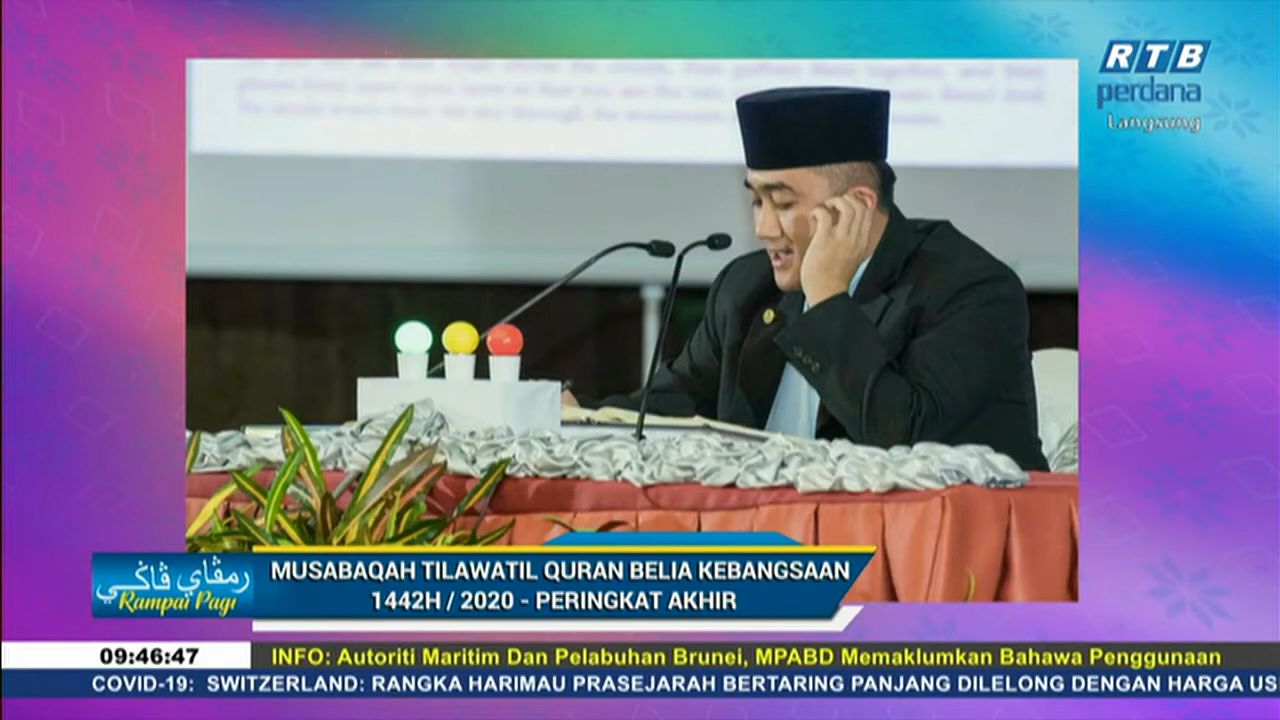 RTB
perdana
Langsung
رمڤاي ڤاݢي
Rampai Pagi
MUSABAQAH TILAWATIL QURAN BELIA KEBANGSAAN
1442H / 2020 - PERINGKAT AKHIR
09:46:47
INFO: Autoriti Maritim Dan Pelabuhan Brunei, MPABD Memaklumkan Bahawa Penggunaan
COVID-19: SWITZERLAND: RANGKA HARIMAU PRASEJARAH BERTARING PANJANG DILELONG DENGAN HARGA US